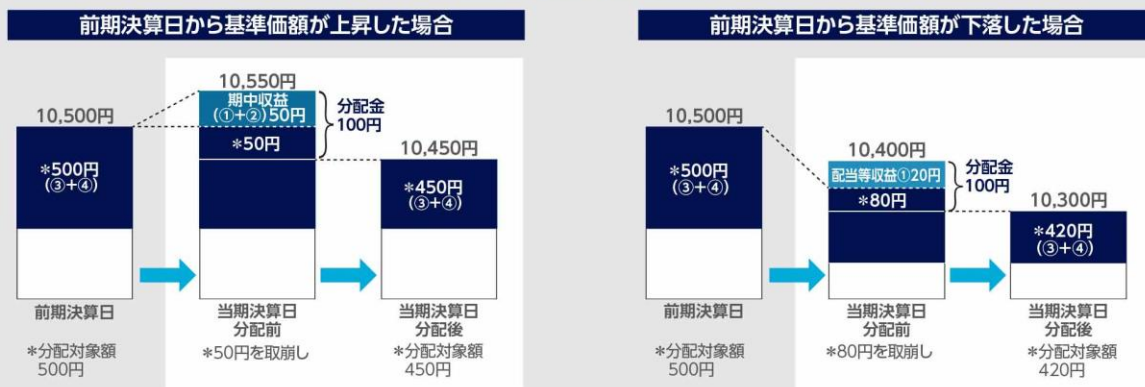 前期決算日から基準価額が上昇した場合
10,500円
*500円
(③+④)
前期決算日
*分配対象額
500円
10,550円
期中収益
(①+②)50円
*50円
分配金
100円
当期決算日
分配前
*50円を取崩し
10,450円
*450円
(③+④)
当期決算日
分配後
*分配対象額
450円
前期決算日から基準価額が下落した場合
10,500円
*500円
(③+④)
前期決算日
*分配対象額
500円
10,400円
配当等収益①20円
*80円
分配金
100円
当期決算日
分配前
*80円を取崩し
10,300円
*420円
(③+④)
当期決算日
分配後
*分配対象額
420円